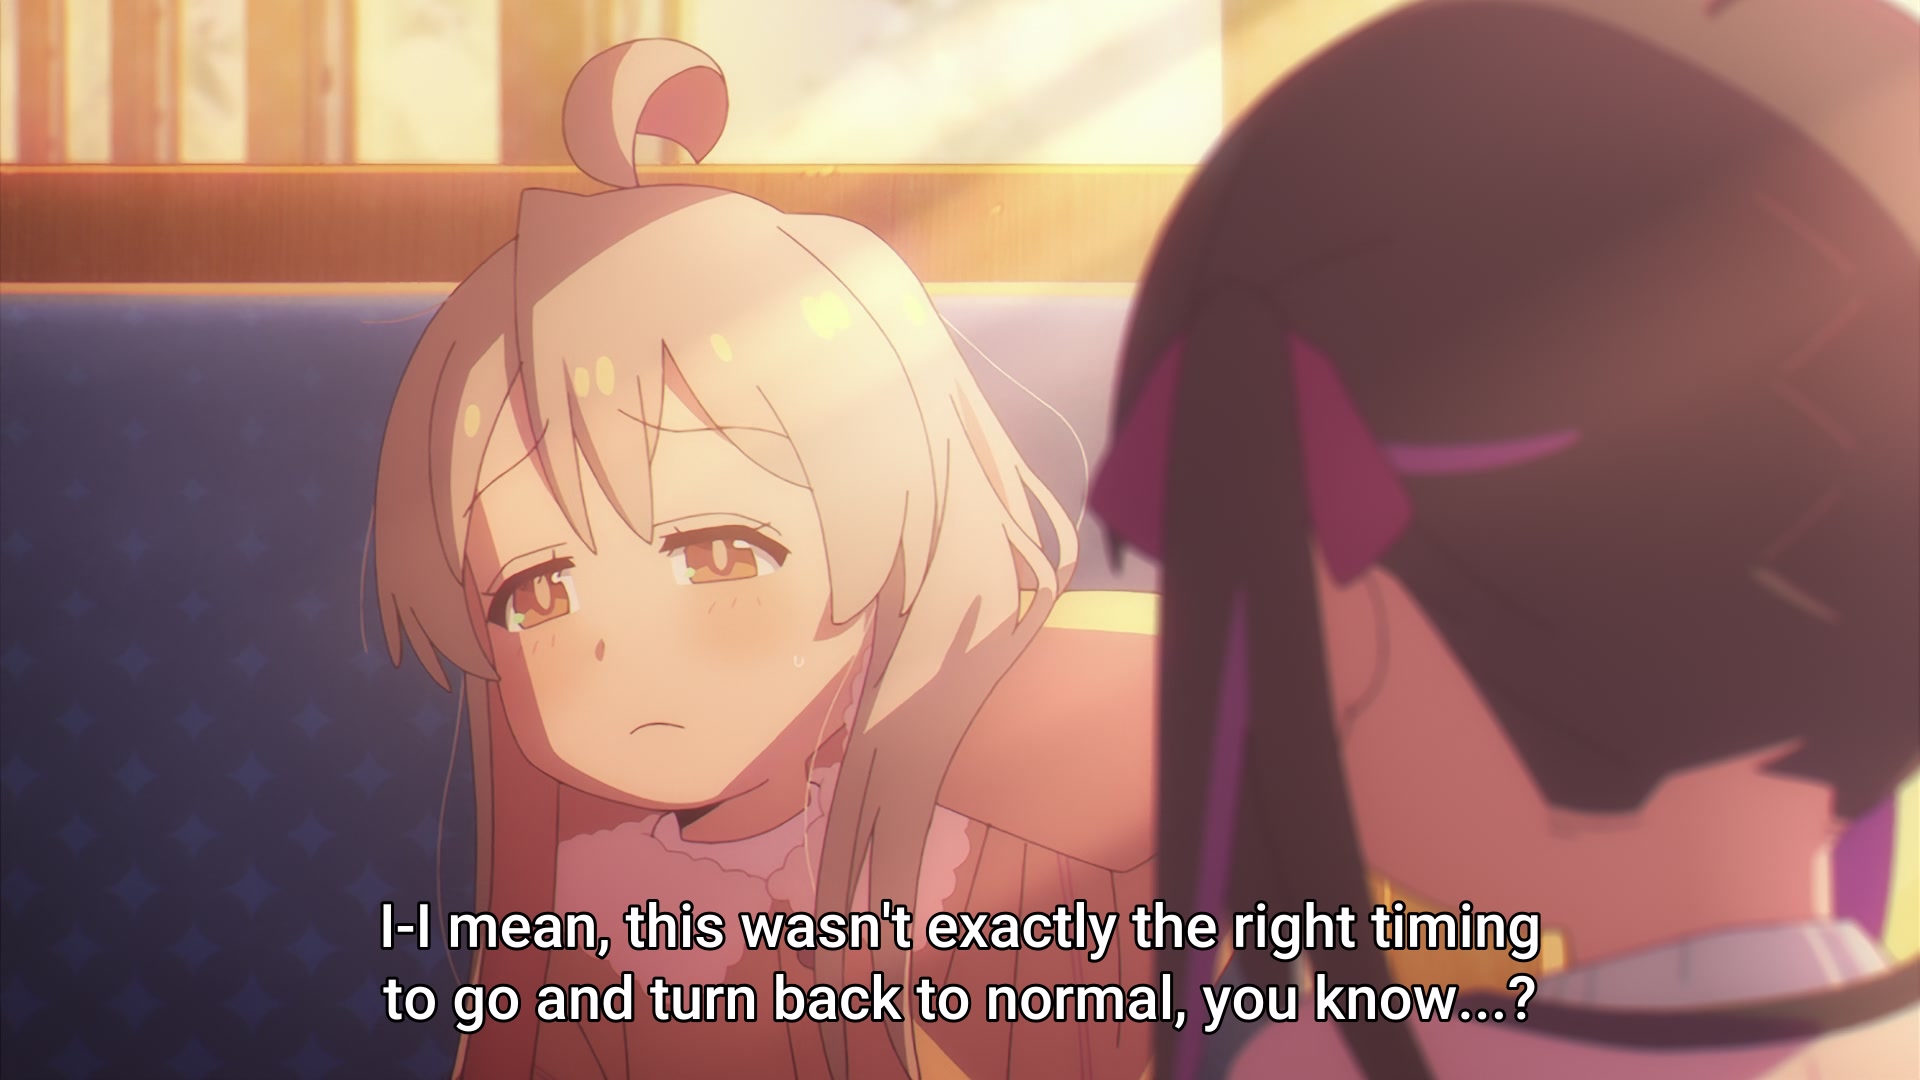 I-I mean, this wasn't exactly the right timing
to go and turn back to normal, you know...?